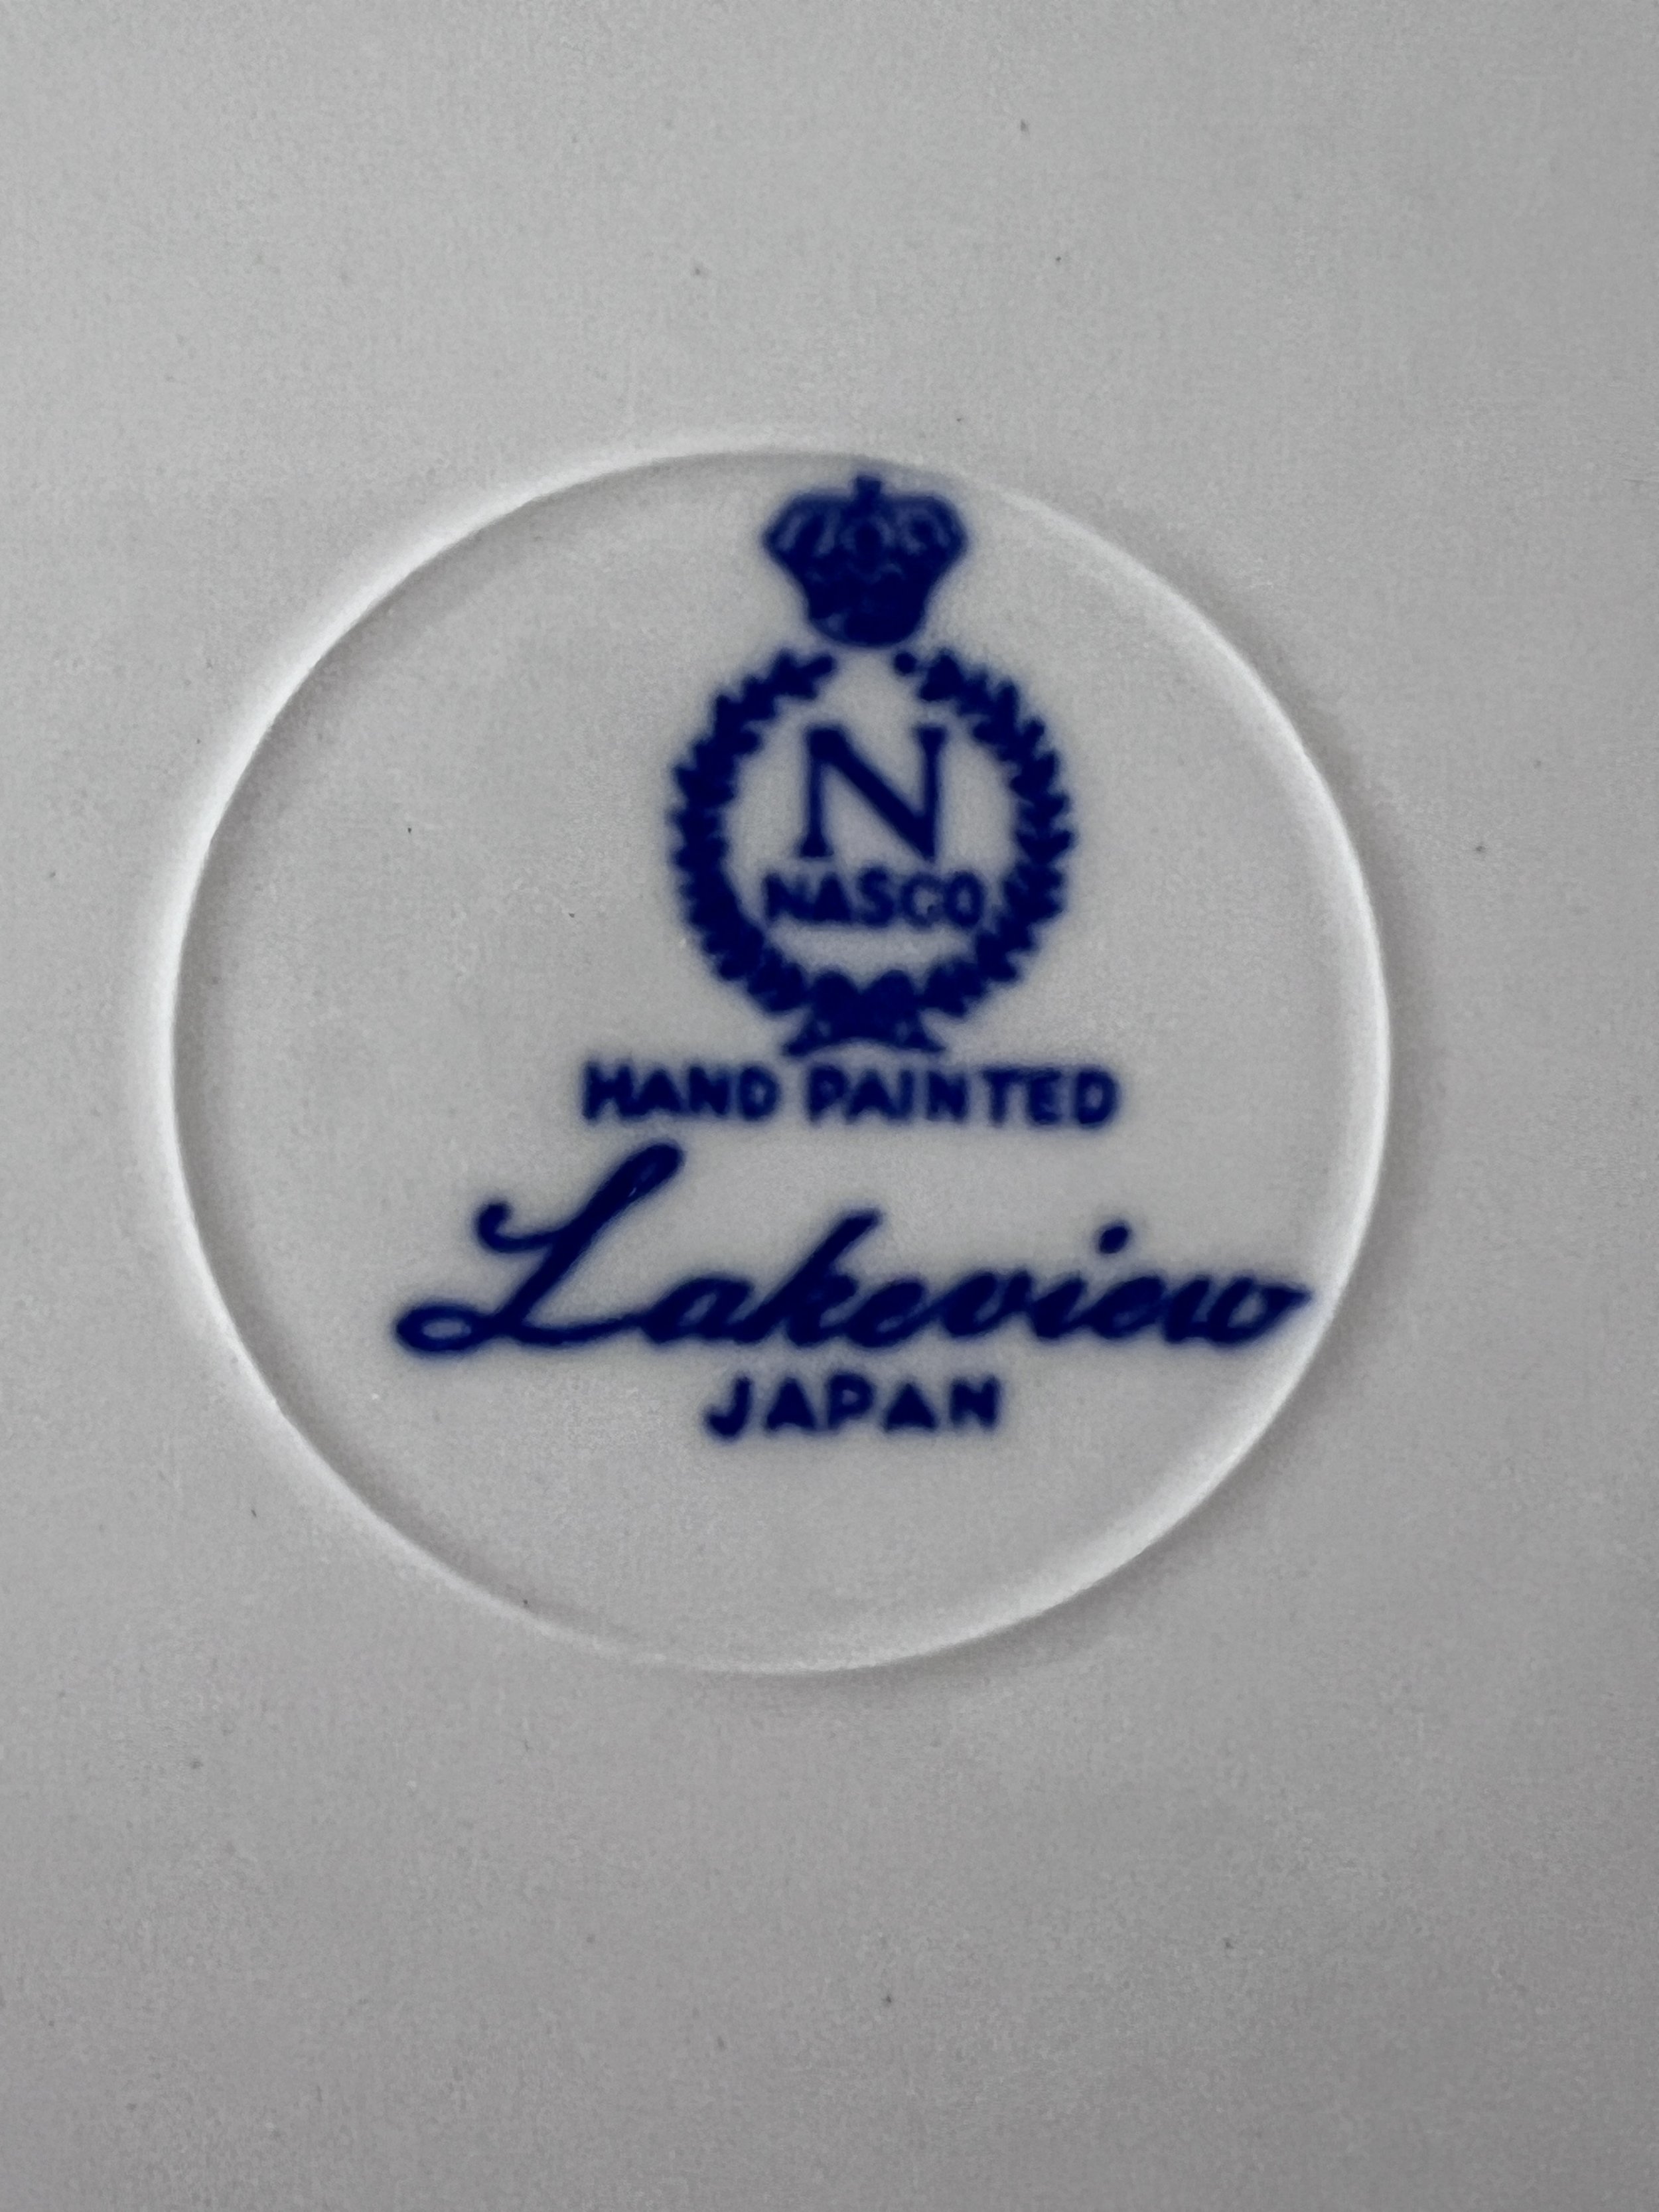 N
NASCO
HAND PAINTED
Lakeview
JAPAN